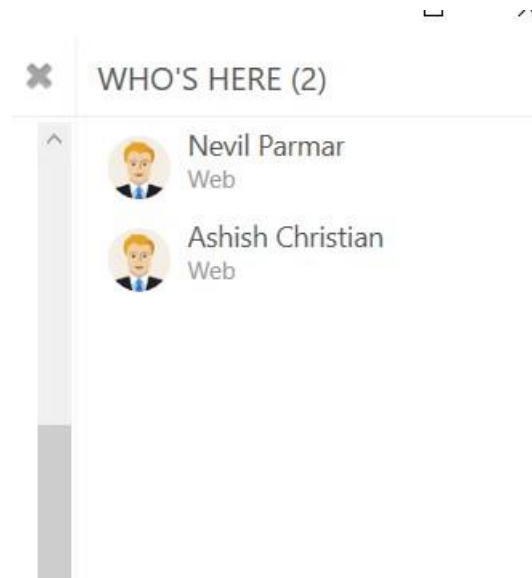 WHO'S HERE (2)
Nevil Parmar
Web
Ashish Christian
Web